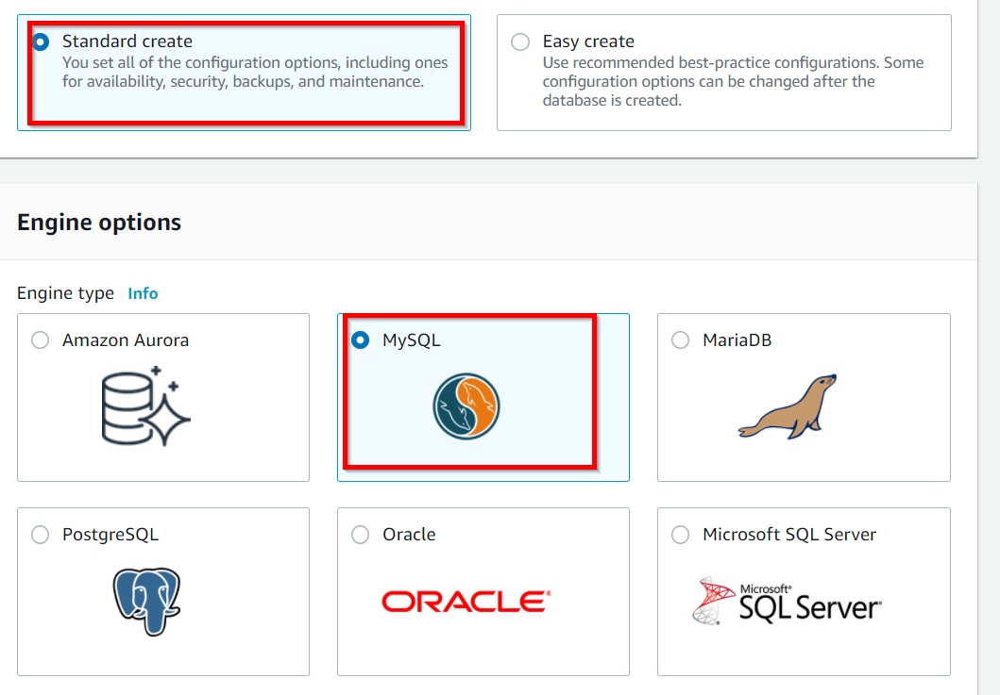 Standard create
You set all of the configuration options, including ones
for availability, security, backups, and maintenance.
Easy create
Use recommended best-practice configurations. Some
configuration options can be changed after the
database is created.
Engine options
Engine type Info
Amazon Aurora
MySQL
MariaDB
PostgreSQL
Oracle
Microsoft SQL Server
ORACLE®
Microsoft®
SQL Server®